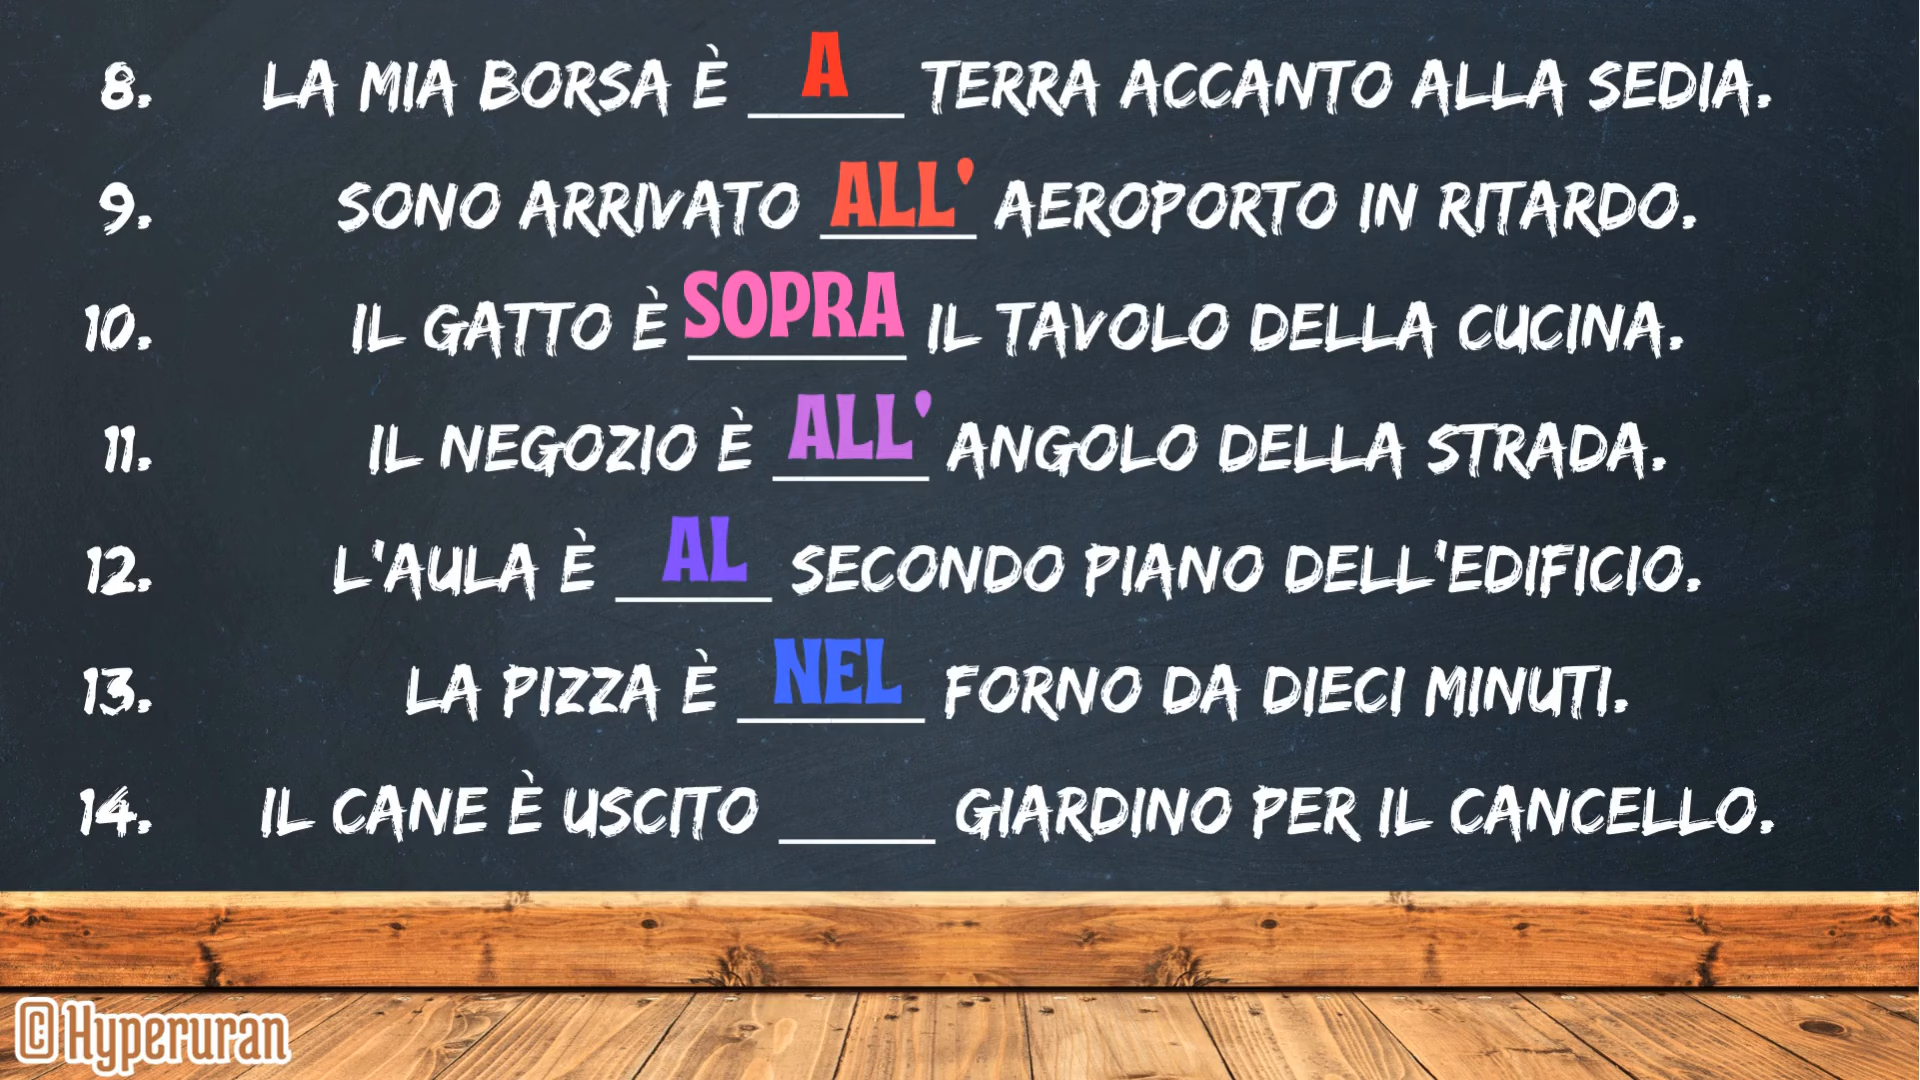 8. LA MIA BORSA È A TERRA ACCANTO ALLA SEDIA.
9. SONO ARRIVATO ALL' AEROPORTO IN RITARDO.
10. IL GATTO È SOPRA IL TAVOLO DELLA CUCINA.
11. IL NEGOZIO È ALL' ANGOLO DELLA STRADA.
12. L'AULA È AL SECONDO PIANO DELL'EDIFICIO.
13. LA PIZZA È NEL FORNO DA DIECI MINUTI.
14. IL CANE È USCITO ____ GIARDINO PER IL CANCELLO.
© Hyperuran